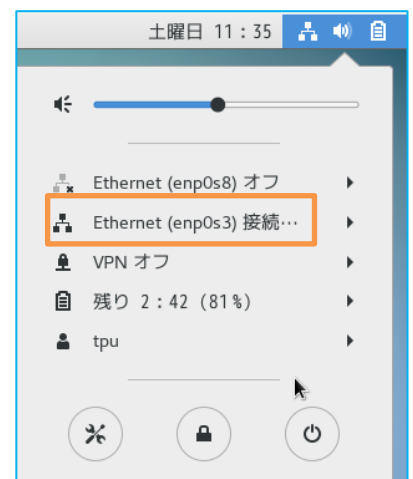 土曜日 11：35
Ethernet (enp0s8) オフ
Ethernet (enp0s3) 接続…
VPN オフ
残り 2：42 (81%)
tpu